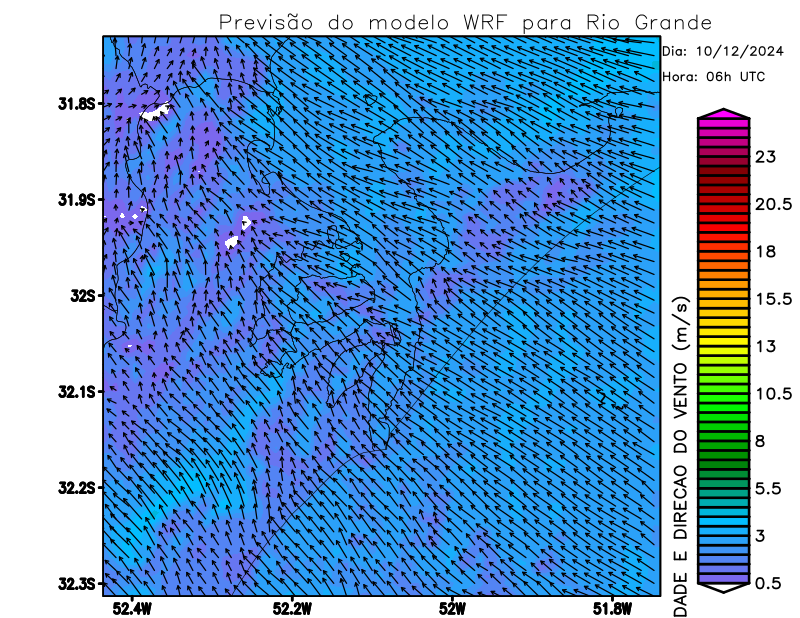 Previsão do modelo WRF para Rio Grande
Dia: 10/12/2024
Hora: 06h UTC
31.8S
31.9S
32S
32.1S
32.2S
32.3S
52.4W
52.2W
52W
51.8W
23
20.5
18
15.5
13
10.5
8
5.5
3
0.5
DADE E DIRECAO DO VENTO (m/s)